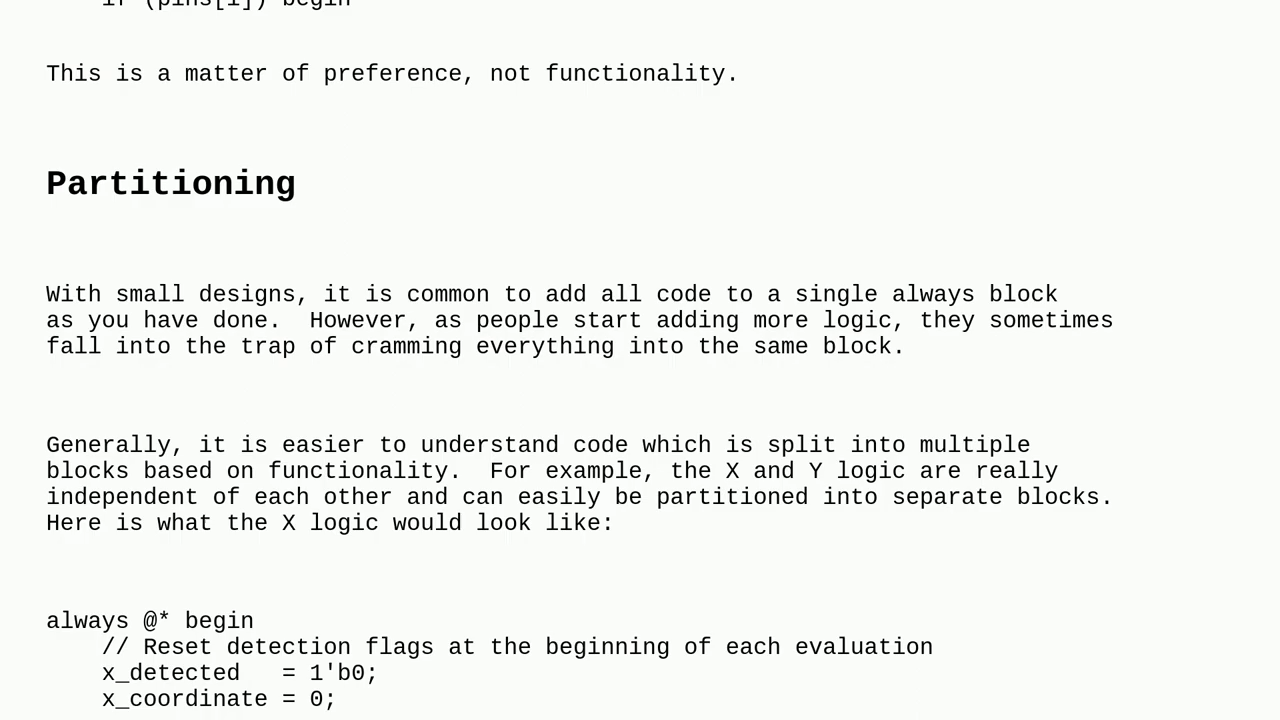 if (pins[i]) begin
This is a matter of preference, not functionality.
Partitioning
With small designs, it is common to add all code to a single always block
as you have done.  However, as people start adding more logic, they sometimes
fall into the trap of cramming everything into the same block.
Generally, it is easier to understand code which is split into multiple
blocks based on functionality.  For example, the X and Y logic are really
independent of each other and can easily be partitioned into separate blocks.
Here is what the X logic would look like:
always @* begin
    // Reset detection flags at the beginning of each evaluation
    x_detected   = 1'b0;
    x_coordinate = 0;